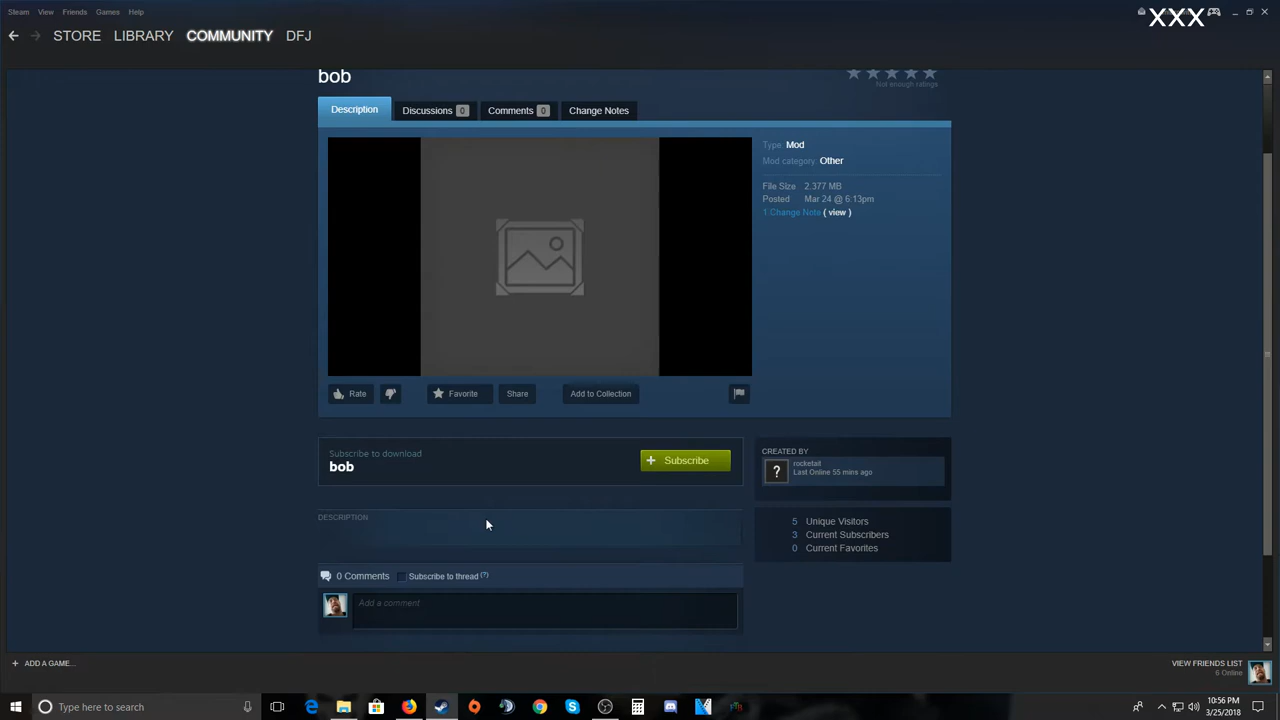 Steam View Friends Games Help
XXX
STORE LIBRARY COMMUNITY DFJ
bob
Not enough ratings
Description Discussions 0 Comments 0 Change Notes
Type: Mod
Mod category: Other
File Size 2.377 MB
Posted Mar 24 @ 6:13pm
1 Change Note ( view )
Rate Favorite Share Add to Collection
Subscribe to download
bob
Subscribe
CREATED BY
rocketait
Last Online 55 mins ago
?
DESCRIPTION
5 Unique Visitors
3 Current Subscribers
0 Current Favorites
0 Comments Subscribe to thread (?)
Add a comment
+ ADD A GAME...
VIEW FRIENDS LIST
6 Online
Type here to search
10:56 PM
3/25/2018